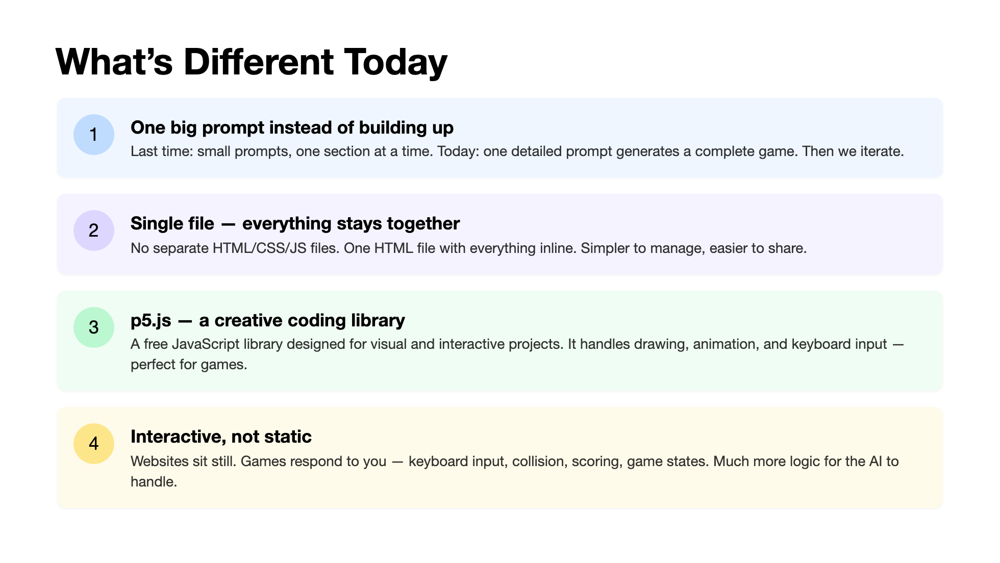 What’s Different Today
1
One big prompt instead of building up
Last time: small prompts, one section at a time. Today: one detailed prompt generates a complete game. Then we iterate.
2
Single file — everything stays together
No separate HTML/CSS/JS files. One HTML file with everything inline. Simpler to manage, easier to share.
3
p5.js — a creative coding library
A free JavaScript library designed for visual and interactive projects. It handles drawing, animation, and keyboard input —
perfect for games.
4
Interactive, not static
Websites sit still. Games respond to you — keyboard input, collision, scoring, game states. Much more logic for the AI to
handle.